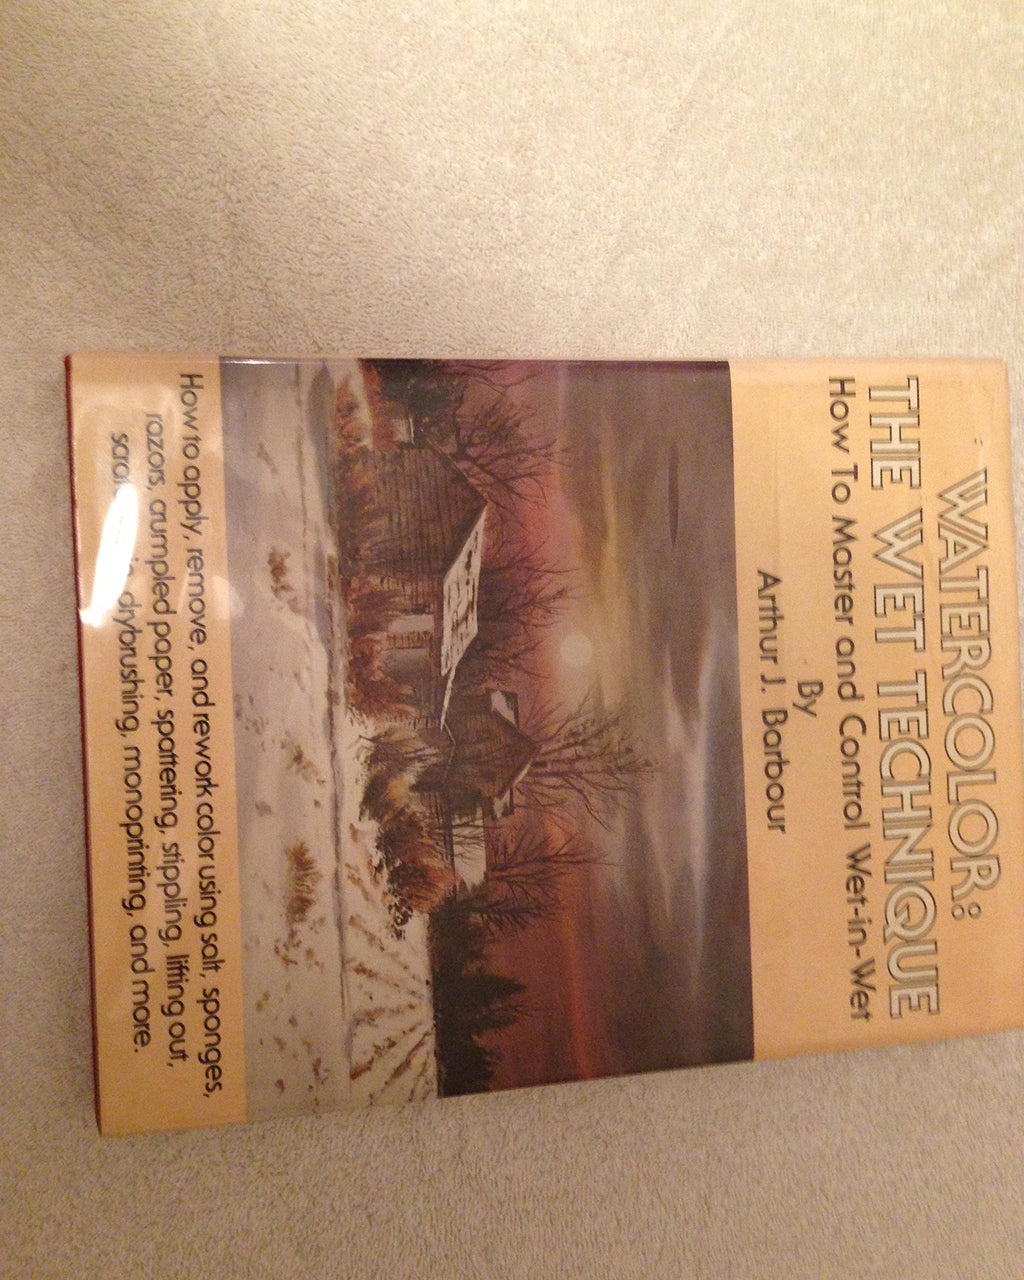 WATERCOLOR:
THE WET TECHNIQUE
How To Master and Control Wet-in-Wet
By
Arthur J. Barbour
How to apply, remove, and rework color using salt, sponges,
razors, crumpled paper, spattering, stippling, lifting out,
drybrushing, monoprinting, and more.